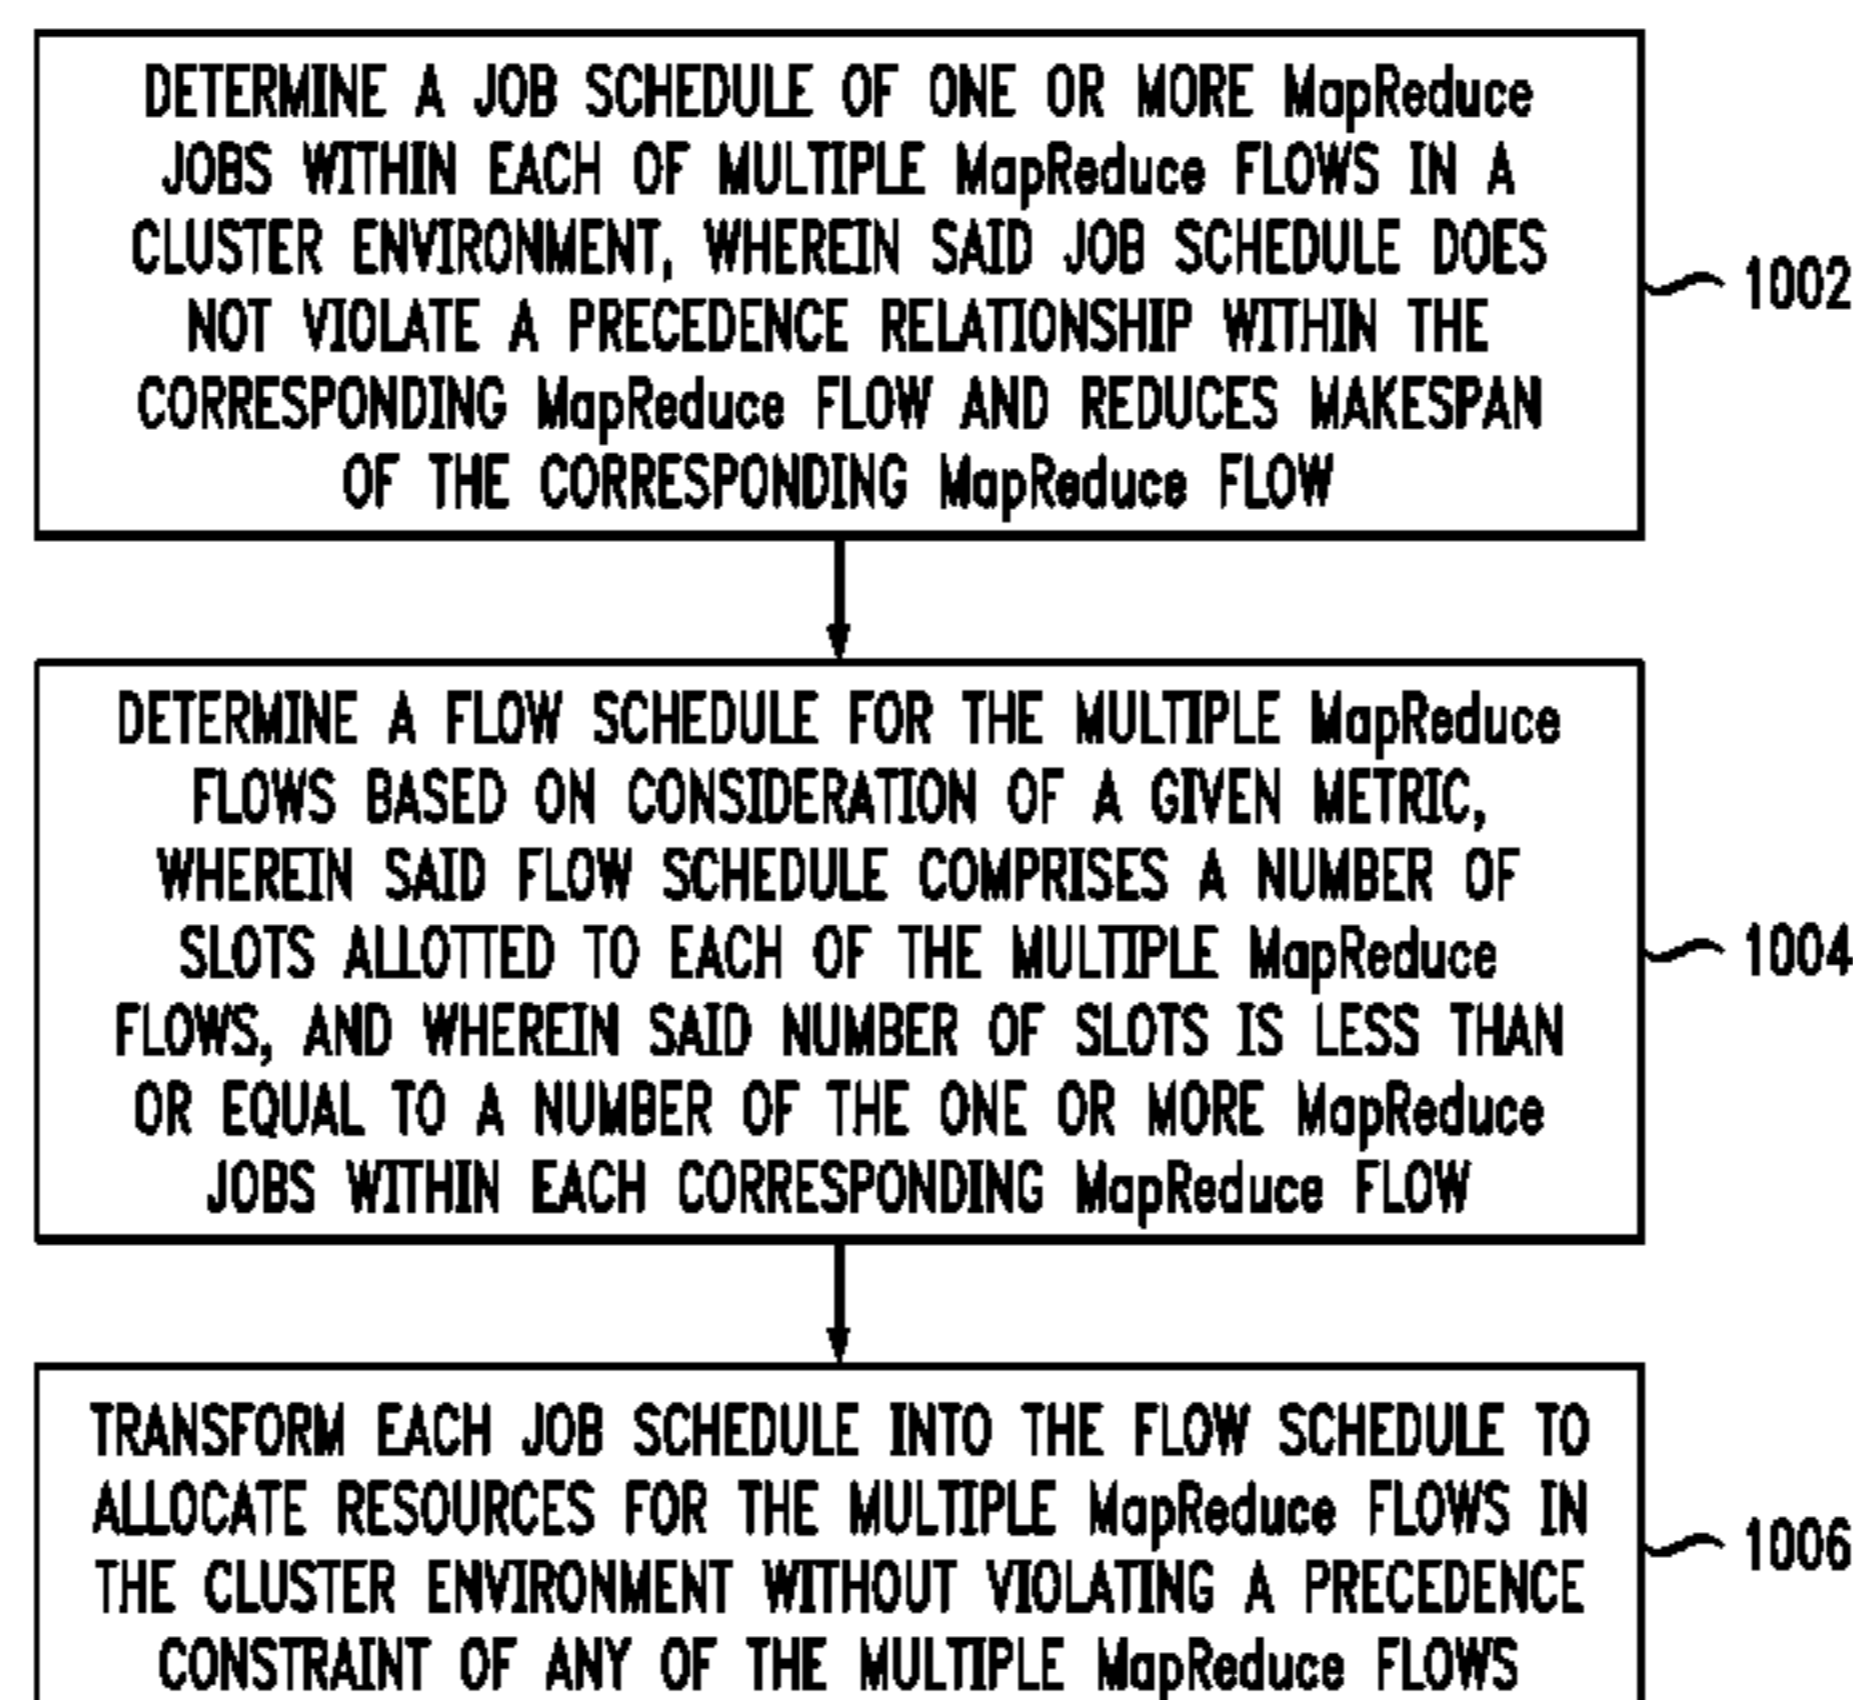 DETERMINE A JOB SCHEDULE OF ONE OR MORE MapReduce
JOBS WITHIN EACH OF MULTIPLE MapReduce FLOWS IN A
CLUSTER ENVIRONMENT, WHEREIN SAID JOB SCHEDULE DOES
NOT VIOLATE A PRECEDENCE RELATIONSHIP WITHIN THE
CORRESPONDING MapReduce FLOW AND REDUCES MAKESPAN
OF THE CORRESPONDING MapReduce FLOW
1002
DETERMINE A FLOW SCHEDULE FOR THE MULTIPLE MapReduce
FLOWS BASED ON CONSIDERATION OF A GIVEN METRIC,
WHEREIN SAID FLOW SCHEDULE COMPRISES A NUMBER OF
SLOTS ALLOTTED TO EACH OF THE MULTIPLE MapReduce
FLOWS, AND WHEREIN SAID NUMBER OF SLOTS IS LESS THAN
OR EQUAL TO A NUMBER OF THE ONE OR MORE MapReduce
JOBS WITHIN EACH CORRESPONDING MapReduce FLOW
1004
TRANSFORM EACH JOB SCHEDULE INTO THE FLOW SCHEDULE TO
ALLOCATE RESOURCES FOR THE MULTIPLE MapReduce FLOWS IN
THE CLUSTER ENVIRONMENT WITHOUT VIOLATING A PRECEDENCE
CONSTRAINT OF ANY OF THE MULTIPLE MapReduce FLOWS
1006